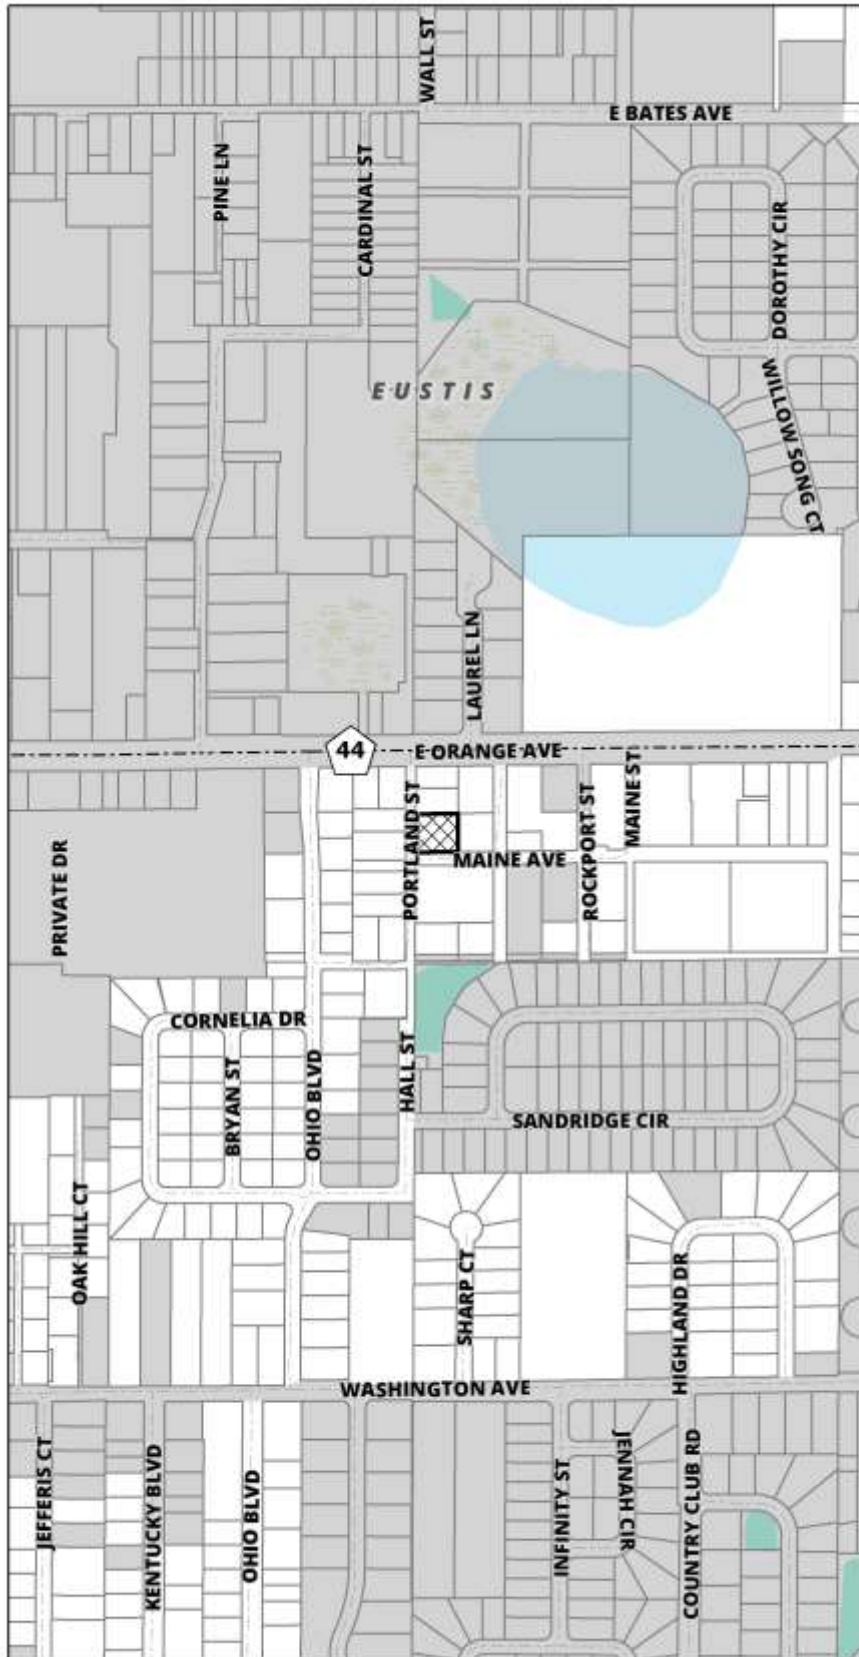 WALL ST
E BATES AVE
PINE LN
CARDINAL ST
DOROTHY CIR
EUSTIS
WILLOW SONG CT
LAUREL LN
44
E ORANGE AVE
PORTLAND ST
ROCKPORT ST
MAINE ST
MAINE AVE
PRIVATE DR
CORNELIA DR
BRYAN ST
OHIO BLVD
HALL ST
SANDRIDGE CIR
OAK HILL CT
SHARP CT
HIGHLAND DR
WASHINGTON AVE
JEFFERIS CT
KENTUCKY BLVD
OHIO BLVD
INFINITY ST
JENNAH CIR
COUNTRY CLUB RD